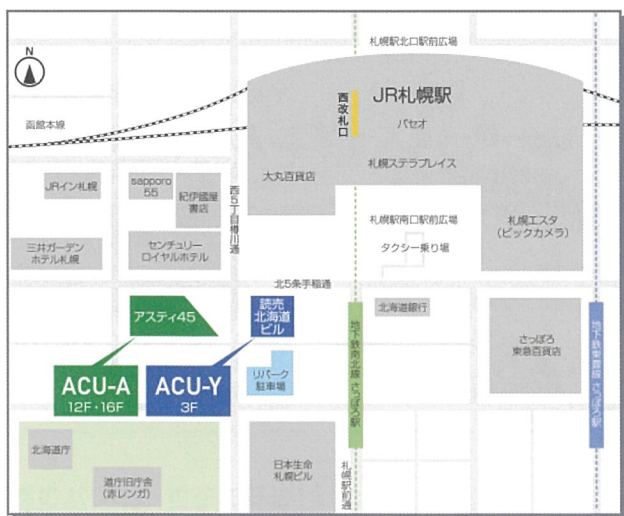 N
札幌駅北口駅前広場
函館本線
西改札口
JR札幌駅
パセオ
札幌ステラプレイス
大丸百貨店
JRイン札幌
sapporo
55
紀伊國屋
書店
西5丁目樽川通
札幌駅南口駅前広場
タクシー乗り場
札幌エスタ
(ビックカメラ)
三井ガーデン
ホテル札幌
センチュリー
ロイヤルホテル
北5条手稲通
アスティ45
読売
北海道
ビル
北海道銀行
さっぽろ
東急百貨店
地下鉄南北線 さっぽろ駅
地下鉄東豊線 さっぽろ駅
ACU-A
12F・16F
ACU-Y
3F
リパーク
駐車場
北海道庁
道庁旧庁舎
(赤レンガ)
日本生命
札幌ビル
札幌駅前通